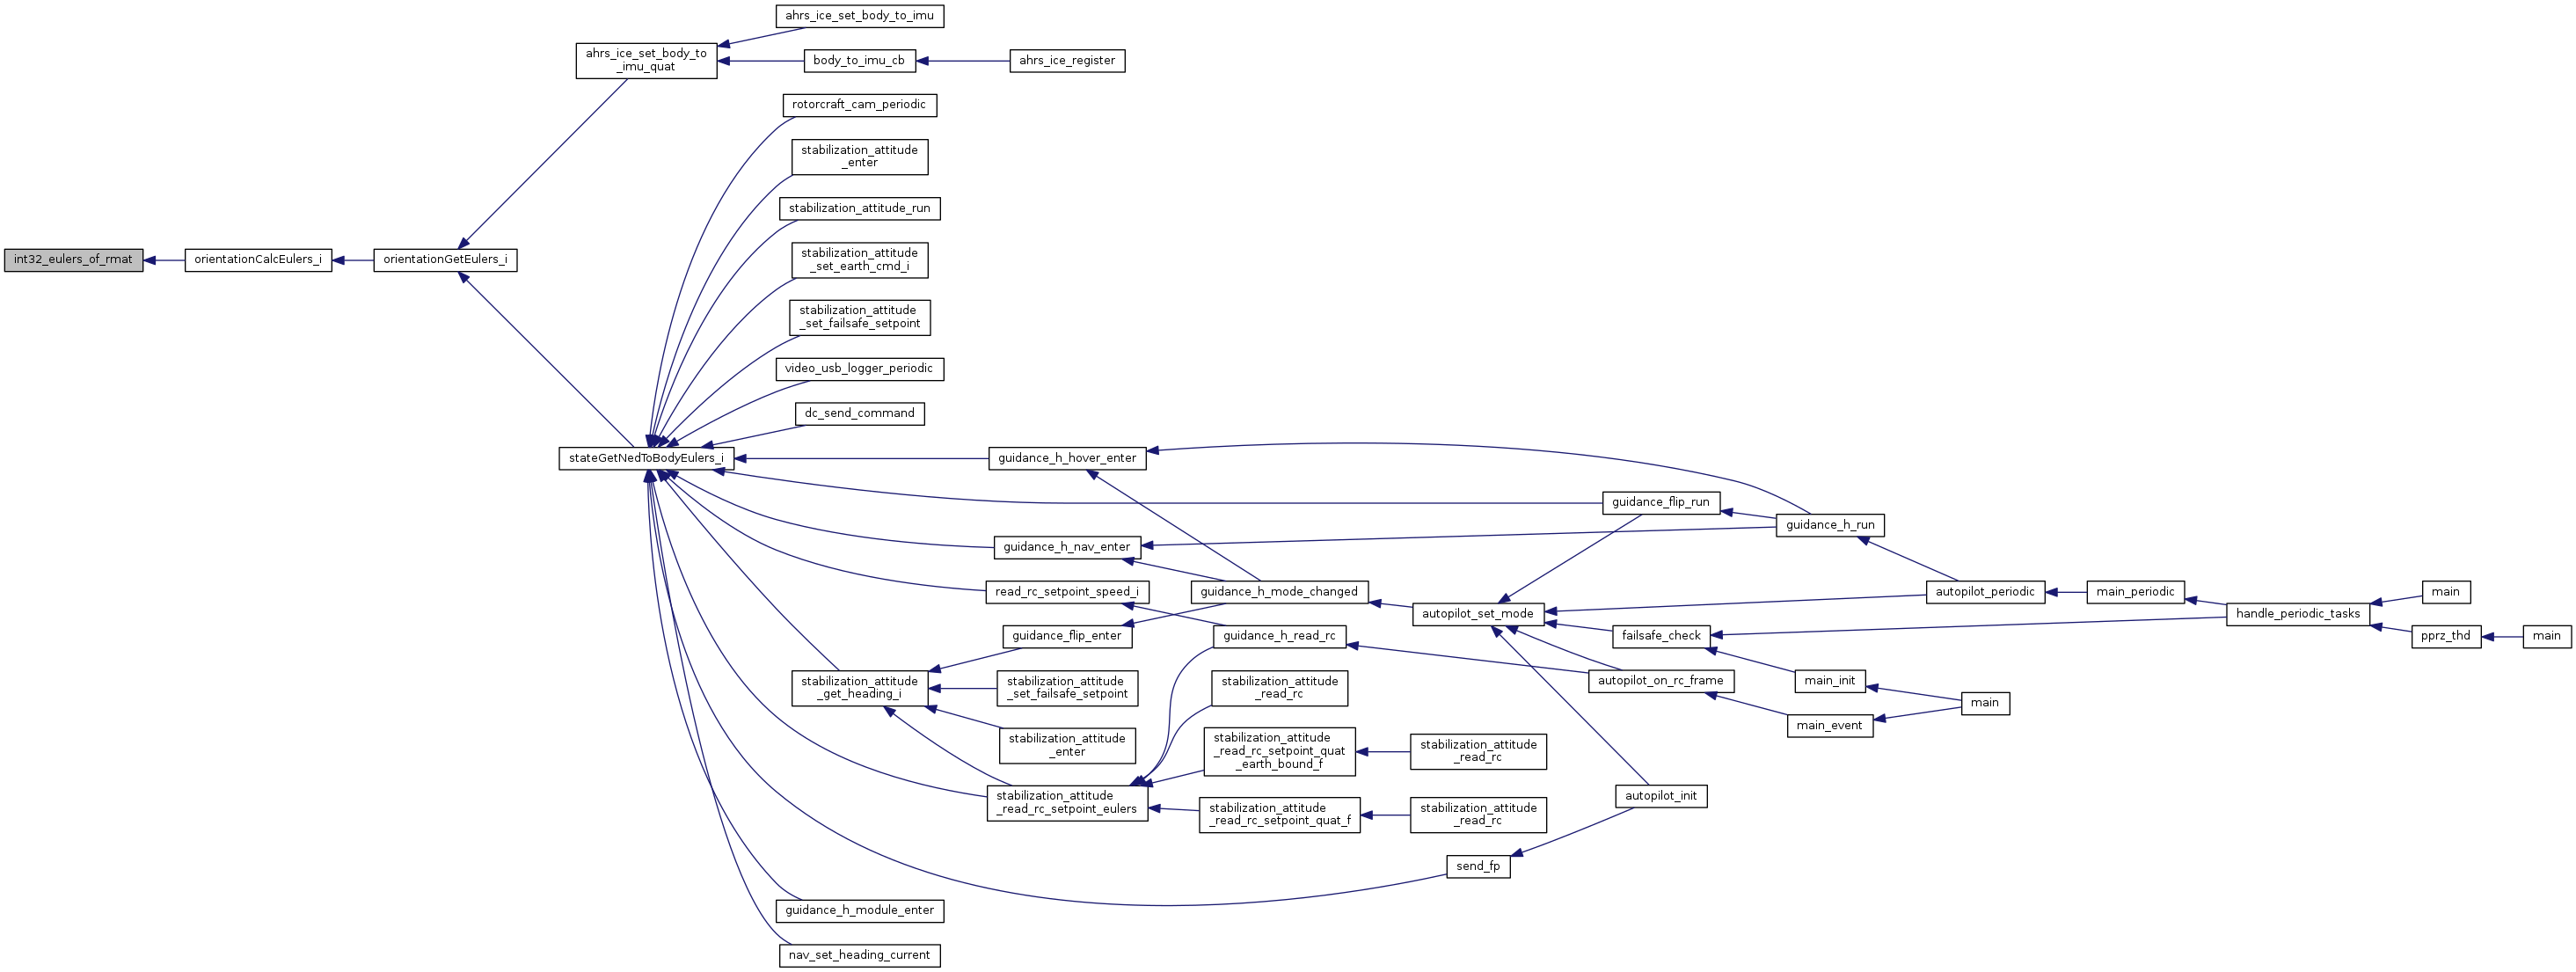 ahrs_ice_set_body_to_imu
ahrs_ice_set_body_to
_imu_quat
body_to_imu_cb
ahrs_ice_register
rotorcraft_cam_periodic
stabilization_attitude
_enter
stabilization_attitude_run
int32_eulers_of_rmat
orientationCalcEulers_i
orientationGetEulers_i
stabilization_attitude
_set_earth_cmd_i
stabilization_attitude
_set_failsafe_setpoint
video_usb_logger_periodic
dc_send_command
stateGetNedToBodyEulers_i
guidance_h_hover_enter
guidance_flip_run
guidance_h_run
guidance_h_nav_enter
read_rc_setpoint_speed_i
guidance_h_mode_changed
autopilot_periodic
main_periodic
main
autopilot_set_mode
handle_periodic_tasks
guidance_flip_enter
guidance_h_read_rc
failsafe_check
pprz_thd
main
stabilization_attitude
_get_heading_i
stabilization_attitude
_set_failsafe_setpoint
stabilization_attitude
_read_rc
autopilot_on_rc_frame
main_init
main
main_event
stabilization_attitude
_enter
stabilization_attitude
_read_rc_setpoint_quat
_earth_bound_f
stabilization_attitude
_read_rc
stabilization_attitude
_read_rc_setpoint_eulers
stabilization_attitude
_read_rc_setpoint_quat_f
stabilization_attitude
_read_rc
autopilot_init
send_fp
guidance_h_module_enter
nav_set_heading_current